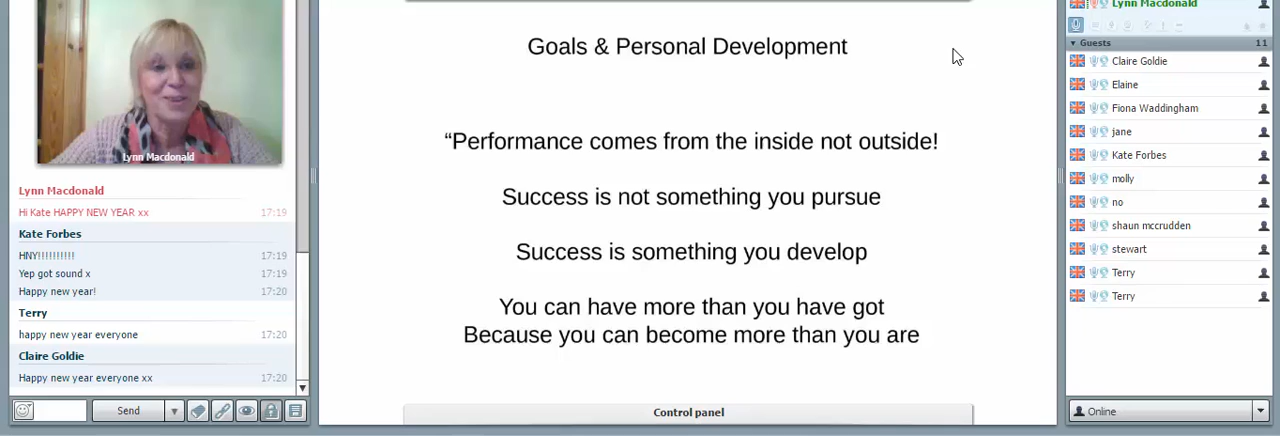 Lynn Macdonald
Lynn Macdonald
Hi Kate HAPPY NEW YEAR xx 17:19
Kate Forbes
HNY!!!!!!!!!! 17:19
Yep got sound x 17:19
Happy new year! 17:20
Terry
happy new year everyone 17:20
Claire Goldie
Happy new year everyone xx 17:20
Send
Goals & Personal Development
“Performance comes from the inside not outside!
Success is not something you pursue
Success is something you develop
You can have more than you have got
Because you can become more than you are
Control panel
Lynn Macdonald
Guests 11
Claire Goldie
Elaine
Fiona Waddingham
jane
Kate Forbes
molly
no
shaun mccrudden
stewart
Terry
Terry
Online